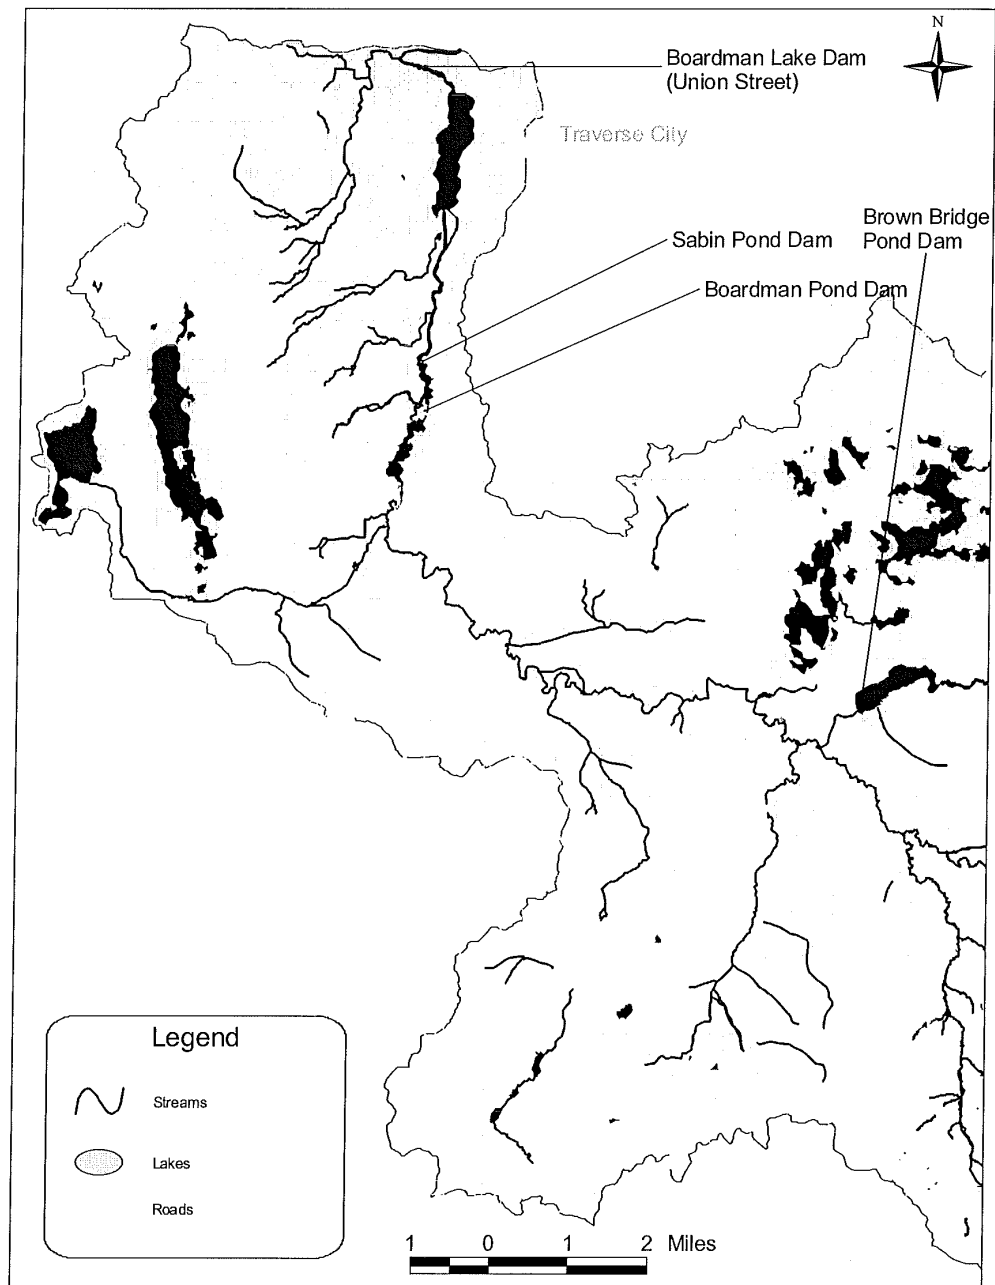 N
Boardman Lake Dam
(Union Street)
Traverse City
Brown Bridge
Pond Dam
Sabin Pond Dam
Boardman Pond Dam
Legend
Streams
Lakes
Roads
1 0 1 2 Miles